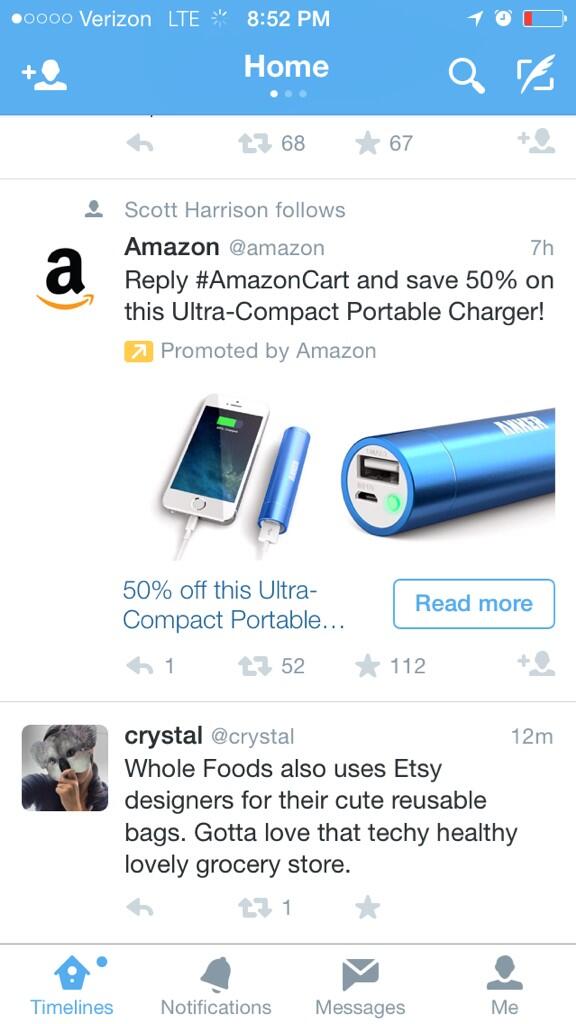 Verizon LTE 8:52 PM
Home
68 67
Scott Harrison follows
Amazon @amazon 7h
Reply #AmazonCart and save 50% on
this Ultra-Compact Portable Charger!
Promoted by Amazon
ANKER
ANKER
50% off this Ultra-
Compact Portable...
Read more
1 52 112
crystal @crystal 12m
Whole Foods also uses Etsy
designers for their cute reusable
bags. Gotta love that techy healthy
lovely grocery store.
1
Timelines Notifications Messages Me